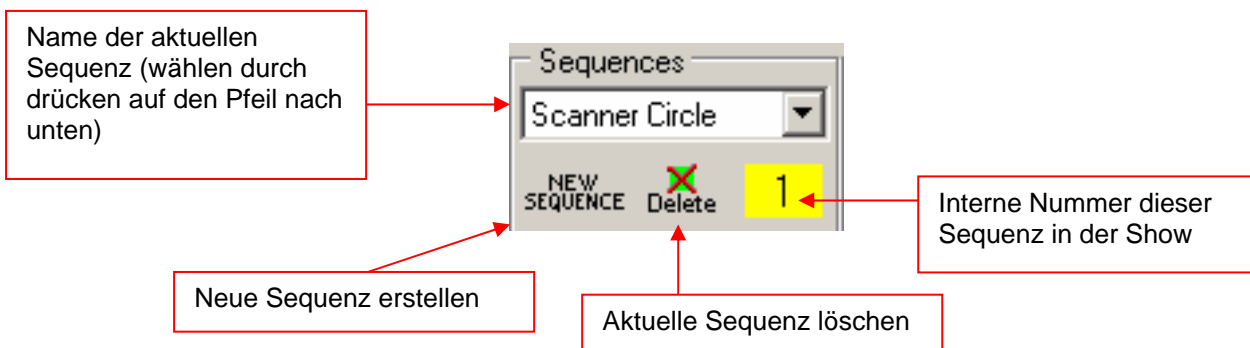 Name der aktuellen
Sequenz (wählen durch
drücken auf den Pfeil nach
unten)
Sequences
Scanner Circle
NEW
SEQUENCE
Delete
1
Interne Nummer dieser
Sequenz in der Show
Neue Sequenz erstellen
Aktuelle Sequenz löschen